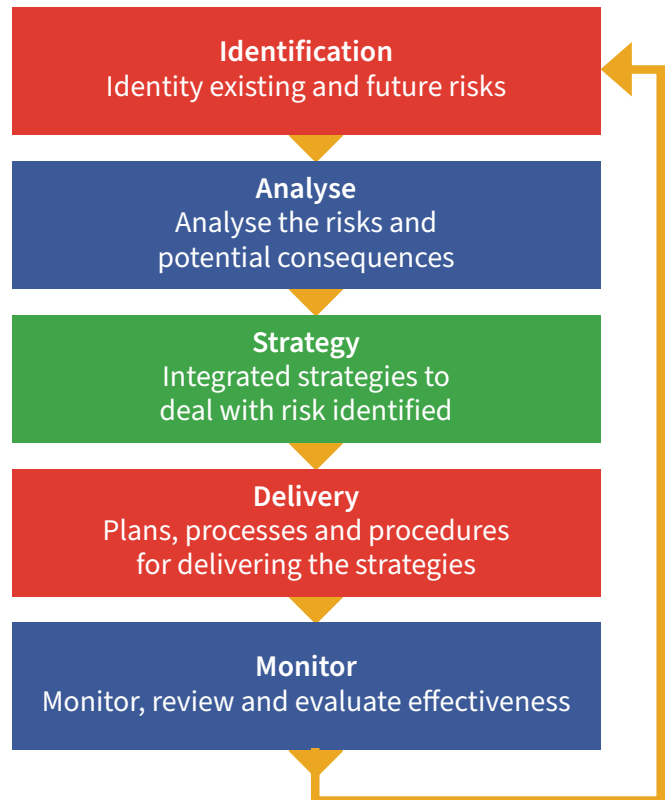 Identification
Identity existing and future risks
Analyse
Analyse the risks and
potential consequences
Strategy
Integrated strategies to
deal with risk identified
Delivery
Plans, processes and procedures
for delivering the strategies
Monitor
Monitor, review and evaluate effectiveness